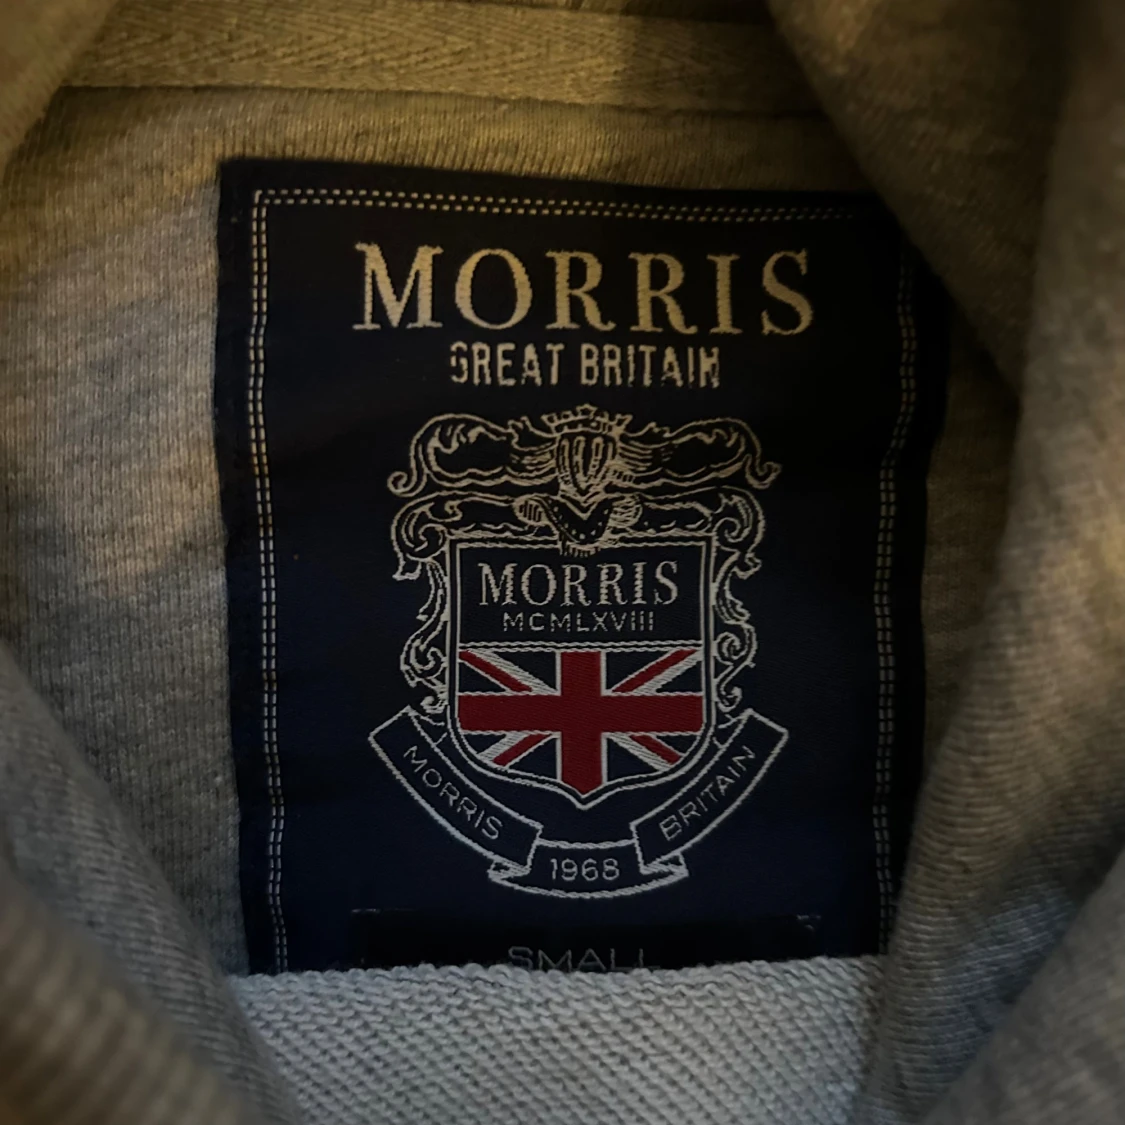 MORRIS
GREAT BRITAIN
MORRIS
MCMLXVIII
MORRIS
1968
BRITAIN
SMALL